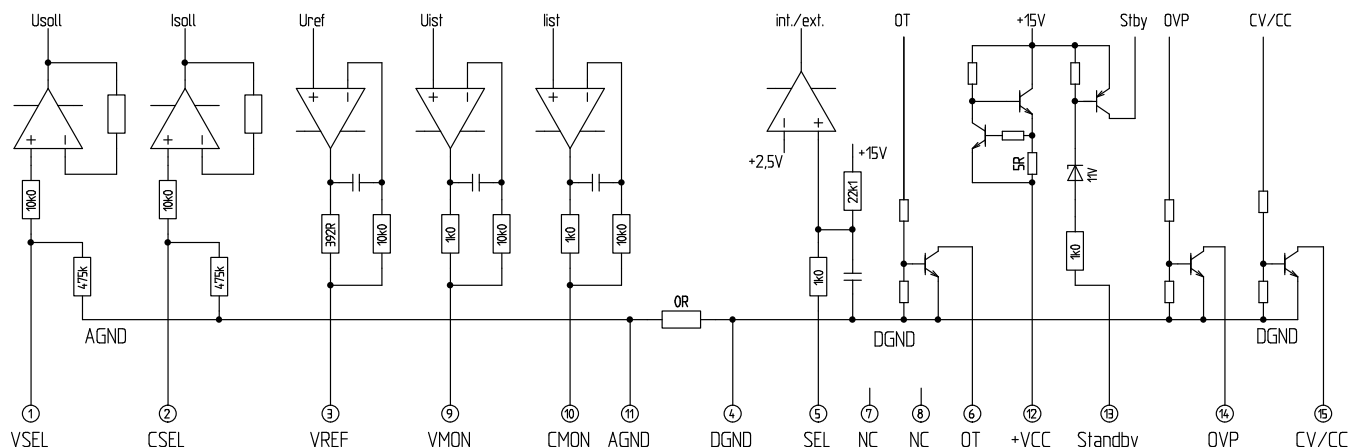 Usoll Isoll Uref Uist Iist int./ext. OT +15V Stby OVP CV/CC
+ − + − + − + − + − − +
+2,5V +15V 5R 11V
10k0 10k0 22k1
392R 10k0 1k0 10k0 1k0 10k0 1k0 1k0
475k 475k
0R
AGND DGND DGND
1 2 3 9 10 11 4 5 7 8 6 12 13 14 15
VSEL CSEL VREF VMON CMON AGND DGND SEL NC NC OT +VCC Standby OVP CV/CC